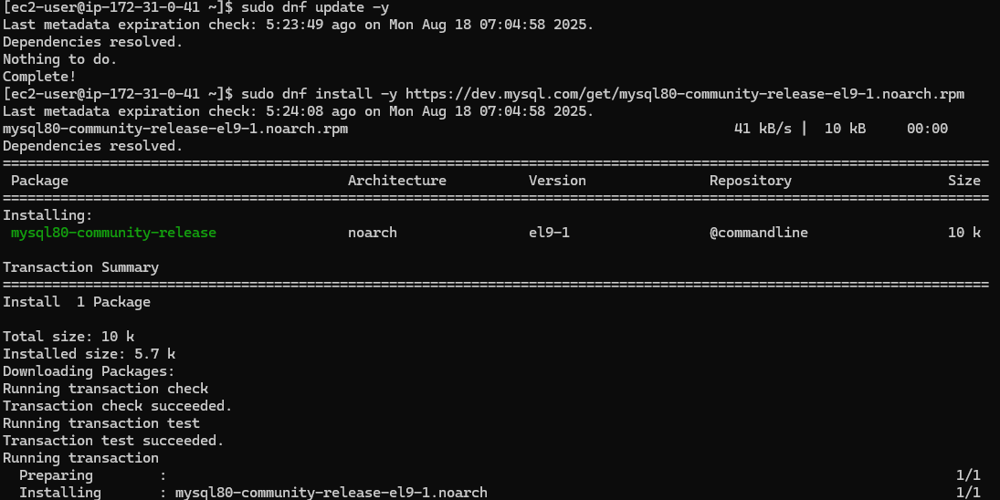 [ec2-user@ip-172-31-0-41 ~]$ sudo dnf update -y
Last metadata expiration check: 5:23:49 ago on Mon Aug 18 07:04:58 2025.
Dependencies resolved.
Nothing to do.
Complete!
[ec2-user@ip-172-31-0-41 ~]$ sudo dnf install -y https://dev.mysql.com/get/mysql80-community-release-el9-1.noarch.rpm
Last metadata expiration check: 5:24:08 ago on Mon Aug 18 07:04:58 2025.
mysql80-community-release-el9-1.noarch.rpm                                               41 kB/s |  10 kB     00:00
Dependencies resolved.
========================================================================================================================
 Package                                  Architecture          Version               Repository                   Size
========================================================================================================================
Installing:
 mysql80-community-release                noarch                el9-1                 @commandline                 10 k

Transaction Summary
========================================================================================================================
Install  1 Package

Total size: 10 k
Installed size: 5.7 k
Downloading Packages:
Running transaction check
Transaction check succeeded.
Running transaction test
Transaction test succeeded.
Running transaction
  Preparing        :                                                                                                1/1
  Installing       : mysql80-community-release-el9-1.noarch                                                         1/1